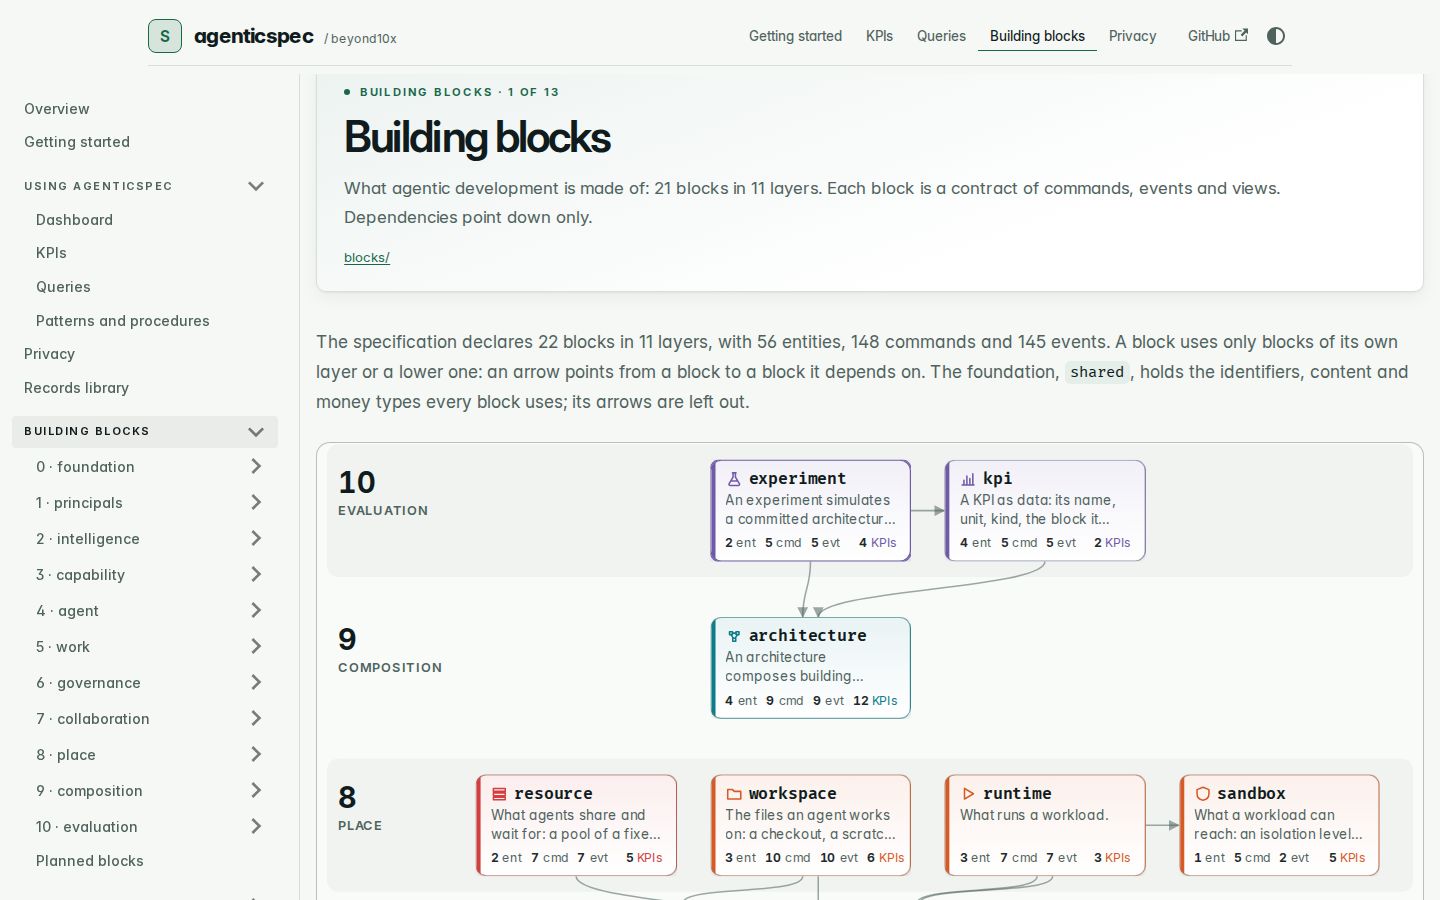 S agenticspec / beyond10x
Getting started KPIs Queries Building blocks Privacy GitHub
Overview
Getting started
USING AGENTICSPEC
Dashboard
KPIs
Queries
Patterns and procedures
Privacy
Records library
BUILDING BLOCKS
0 · foundation
1 · principals
2 · intelligence
3 · capability
4 · agent
5 · work
6 · governance
7 · collaboration
8 · place
9 · composition
10 · evaluation
Planned blocks
BUILDING BLOCKS · 1 OF 13
Building blocks
What agentic development is made of: 21 blocks in 11 layers. Each block is a contract of commands, events and views.
Dependencies point down only.
blocks/
The specification declares 22 blocks in 11 layers, with 56 entities, 148 commands and 145 events. A block uses only blocks of its own
layer or a lower one: an arrow points from a block to a block it depends on. The foundation, shared, holds the identifiers, content and
money types every block uses; its arrows are left out.
10
EVALUATION
experiment
An experiment simulates
a committed architectur...
2 ent 5 cmd 5 evt 4 KPIs
kpi
A KPI as data: its name,
unit, kind, the block it...
4 ent 5 cmd 5 evt 2 KPIs
9
COMPOSITION
architecture
An architecture
composes building...
4 ent 9 cmd 9 evt 12 KPIs
8
PLACE
resource
What agents share and
wait for: a pool of a fixe...
2 ent 7 cmd 7 evt 5 KPIs
workspace
The files an agent works
on: a checkout, a scratc...
3 ent 10 cmd 10 evt 6 KPIs
runtime
What runs a workload.
3 ent 7 cmd 7 evt 3 KPIs
sandbox
What a workload can
reach: an isolation level...
1 ent 5 cmd 2 evt 5 KPIs